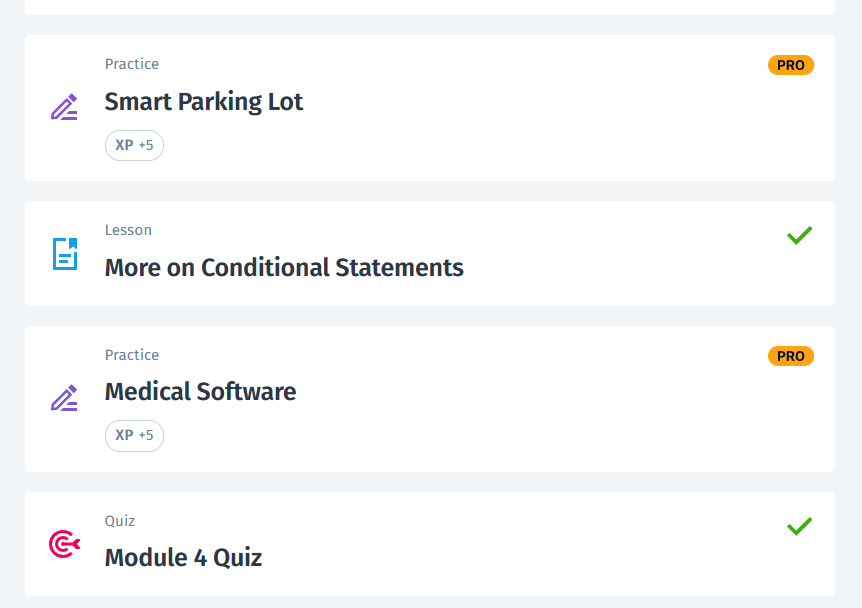 Practice
PRO
Smart Parking Lot
XP +5
Lesson
More on Conditional Statements
Practice
PRO
Medical Software
XP +5
Quiz
Module 4 Quiz